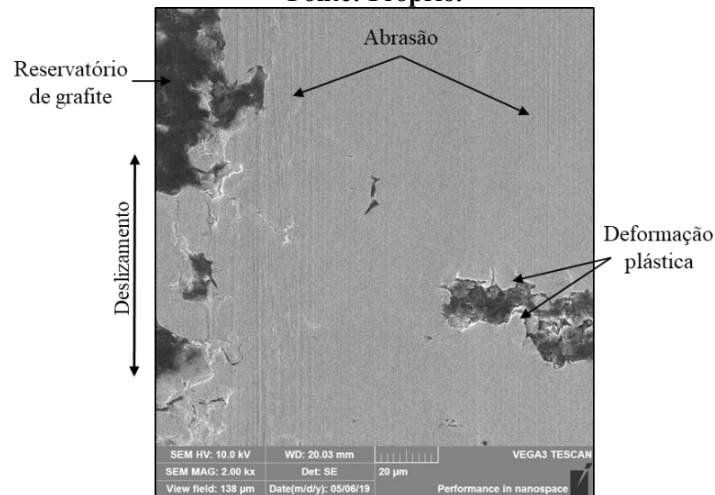 Fonte: Próprio.
Abrasão
Reservatório
de grafite
Deslizamento
Deformação
plástica
SEM HV: 10.0 kV WD: 20.03 mm VEGA3 TESCAN
SEM MAG: 2.00 kx Det: SE 20 µm
View field: 138 µm Date(m/d/y): 05/06/19 Performance in nanospace